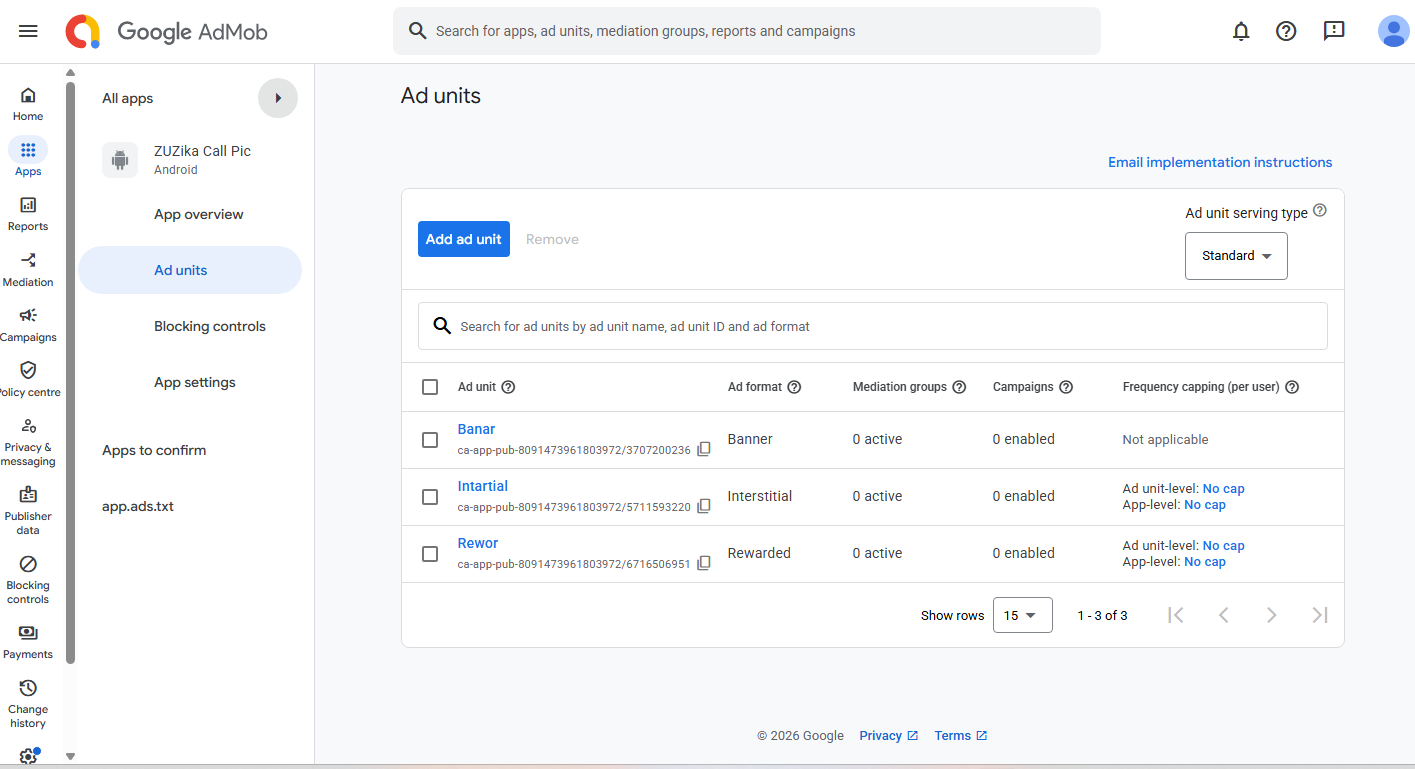 Google AdMob
Search for apps, ad units, mediation groups, reports and campaigns
Home
Apps
Reports
Mediation
Campaigns
Policy centre
Privacy &
messaging
Publisher
data
Blocking
controls
Payments
Change
history
All apps
ZUZika Call Pic
Android
App overview
Ad units
Blocking controls
App settings
Apps to confirm
app.ads.txt
Ad units
Email implementation instructions
Add ad unit
Remove
Ad unit serving type
Standard
Search for ad units by ad unit name, ad unit ID and ad format
Ad unit Ad format Mediation groups Campaigns Frequency capping (per user)
Banar
ca-app-pub-8091473961803972/3707200236
Banner 0 active 0 enabled Not applicable
Intartial
ca-app-pub-8091473961803972/5711593220
Interstitial 0 active 0 enabled
Ad unit-level: No cap
App-level: No cap
Rewor
ca-app-pub-8091473961803972/6716506951
Rewarded 0 active 0 enabled
Ad unit-level: No cap
App-level: No cap
Show rows 15 1 - 3 of 3
© 2026 Google Privacy Terms